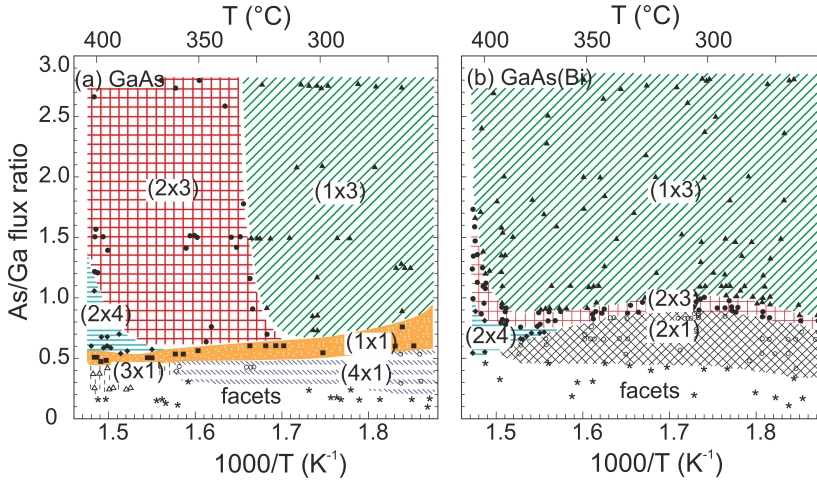 T (°C)
T (°C)
400
350
300
400
350
300
3.0
(a) GaAs
(b) GaAs(Bi)
2.5
2.0
(2x3)
(1x3)
(1x3)
1.5
As/Ga flux ratio
1.0
(2x4)
(2x3)
(1x1)
(2x4)
(2x1)
0.5
(3x1)
(4x1)
facets
facets
0
1.5
1.6
1.7
1.8
1.5
1.6
1.7
1.8
1000/T (K⁻¹)
1000/T (K⁻¹)